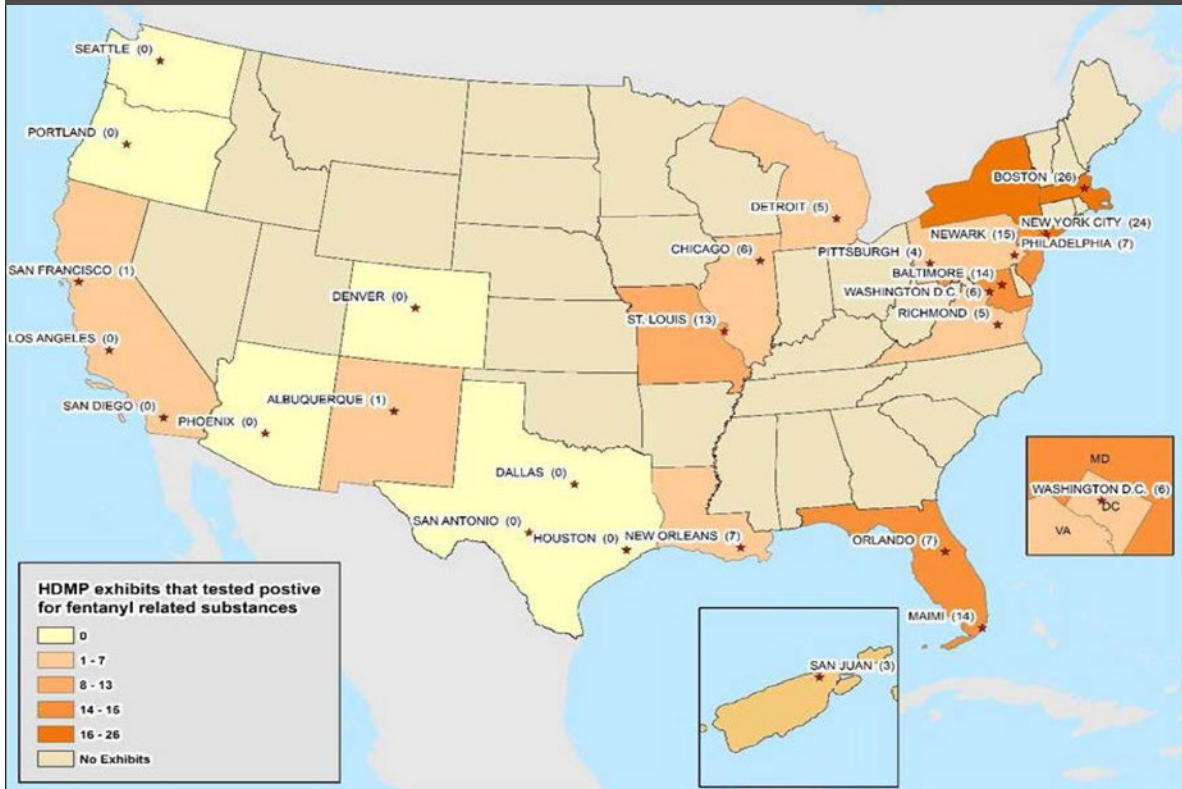 SEATTLE (0)
PORTLAND (0)
BOSTON (26)
DETROIT (5)
NEW YORK CITY (24)
NEWARK (15)
PHILADELPHIA (7)
CHICAGO (6)
PITTSBURGH (4)
BALTIMORE (14)
SAN FRANCISCO (1)
WASHINGTON D.C. (6)
DENVER (0)
RICHMOND (5)
ST. LOUIS (13)
LOS ANGELES (0)
ALBUQUERQUE (1)
SAN DIEGO (0)
PHOENIX (0)
DALLAS (0)
MD
WASHINGTON D.C. (6)
DC
VA
SAN ANTONIO (0)
HOUSTON (0)
NEW ORLEANS (7)
ORLANDO (7)
MAIMI (14)
SAN JUAN (3)
HDMP exhibits that tested postive
for fentanyl related substances
0
1 - 7
8 - 13
14 - 15
16 - 26
No Exhibits